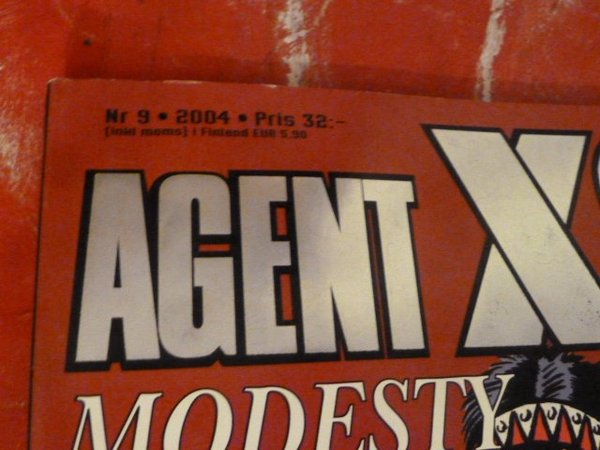 Nr 9 • 2004 • Pris 32:-
(inkl moms) i Finland EUR 5,90
AGENT X
MODESTY